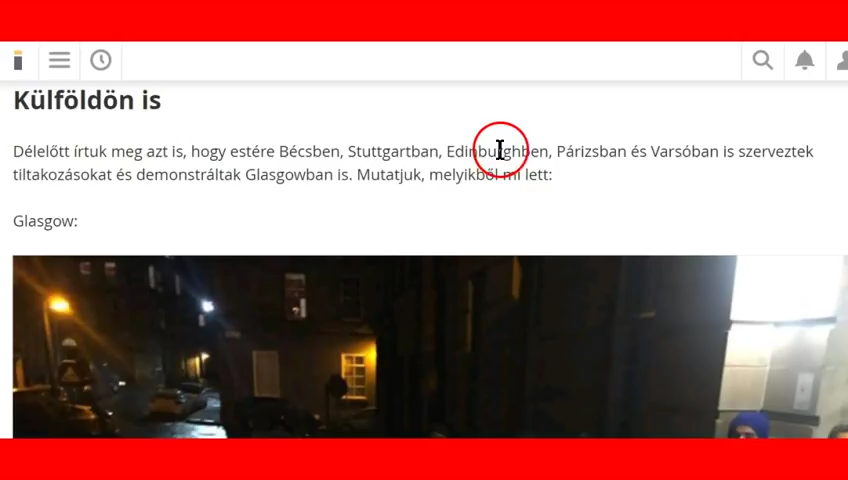 Külföldön is
Délelőtt írtuk meg azt is, hogy estére Bécsben, Stuttgartban, Edinburghben, Párizsban és Varsóban is szerveztek
tiltakozásokat és demonstráltak Glasgowban is. Mutatjuk, melyikből mi lett:
Glasgow: